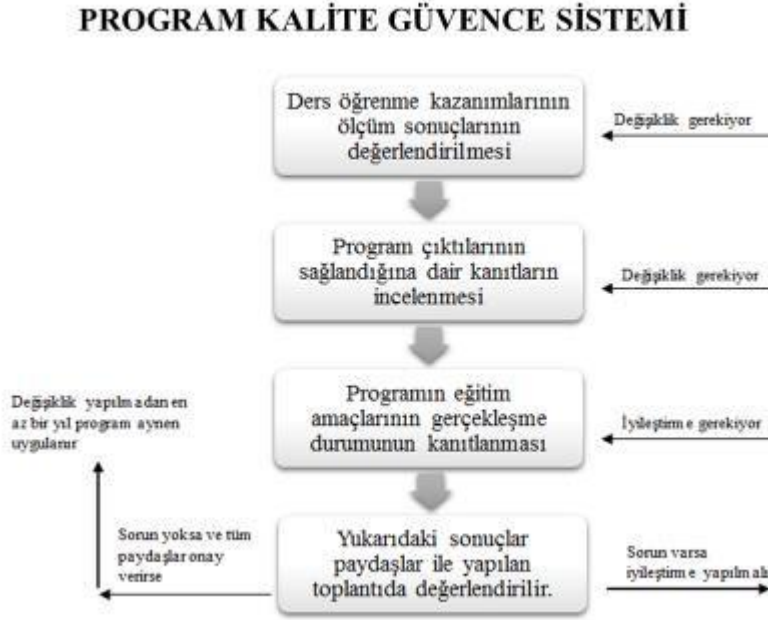 PROGRAM KALİTE GÜVENCE SİSTEMİ
Ders öğrenme kazanımlarının
ölçüm sonuçlarının
değerlendirilmesi
Değişiklik gerekiyor
Program çıktılarının
sağlandığına dair kanıtların
incelenmesi
Değişiklik gerekiyor
Programın eğitim
amaçlarının gerçekleşme
durumunun kanıtlanması
İyileştirme gerekiyor
Değişiklik yapılmadan en
az bir yıl program aynen
uygulanır
Sorun yoksa ve tüm
paydaşlar onay
verirse
Yukarıdaki sonuçlar
paydaşlar ile yapılan
toplantıda değerlendirilir.
Sorun varsa
iyileştirme yapılmalı